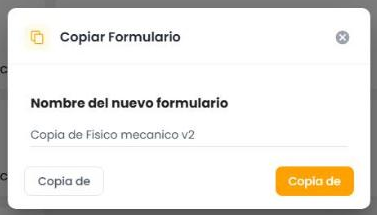 Copiar Formulario
Nombre del nuevo formulario
Copia de Fisico mecanico v2
Copia de
Copia de